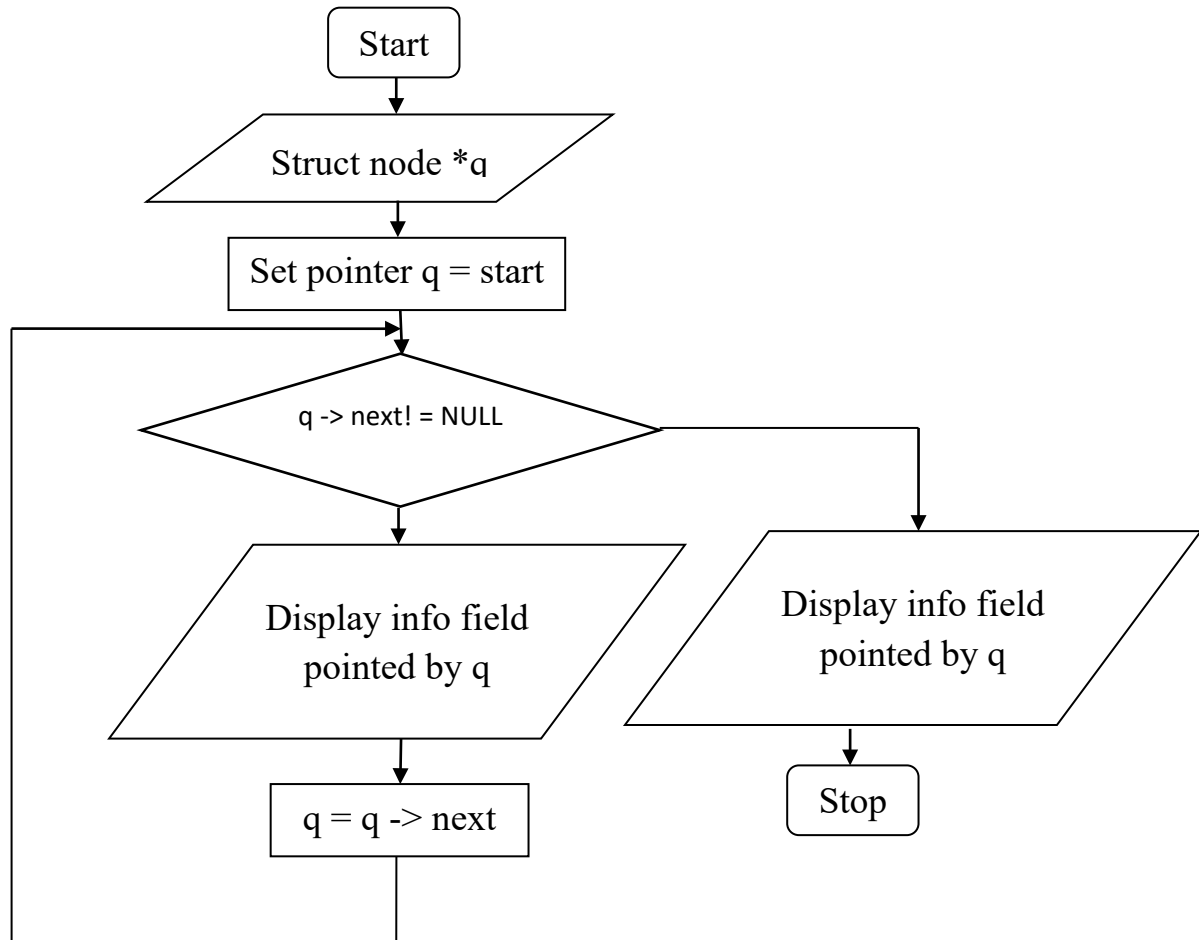 Start
Struct node *q
Set pointer q = start
q -> next! = NULL
Display info field
pointed by q
Display info field
pointed by q
q = q -> next
Stop